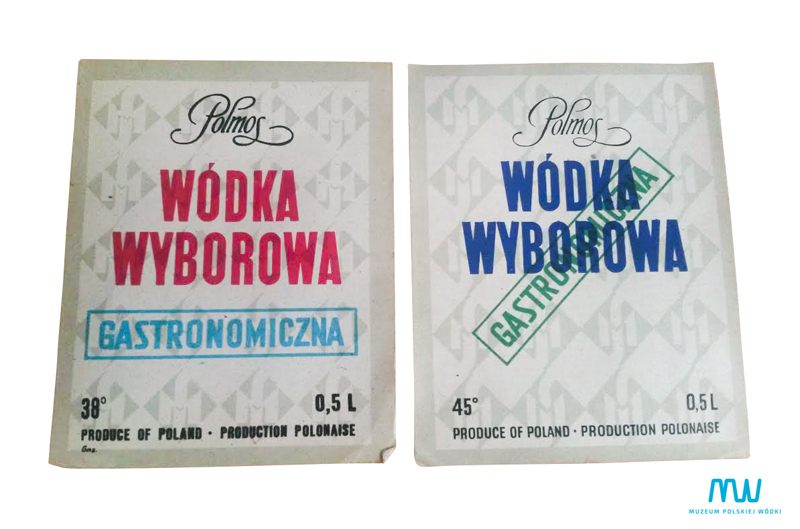 Polmos
WÓDKA
WYBOROWA
GASTRONOMICZNA
38° 0,5 L
PRODUCE OF POLAND · PRODUCTION POLONAISE
Polmos
WÓDKA
WYBOROWA
GASTRONOMICZNA
45° 0,5 L
PRODUCE OF POLAND · PRODUCTION POLONAISE
MW
MUZEUM POLSKIEJ WÓDKI